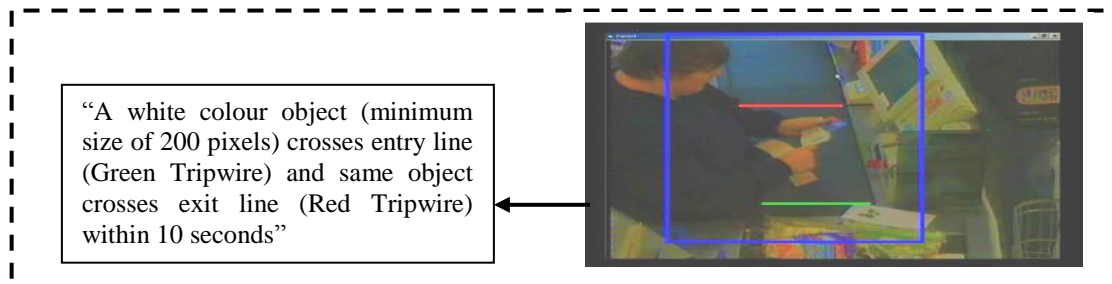 “A white colour object (minimum
size of 200 pixels) crosses entry line
(Green Tripwire) and same object
crosses exit line (Red Tripwire)
within 10 seconds”